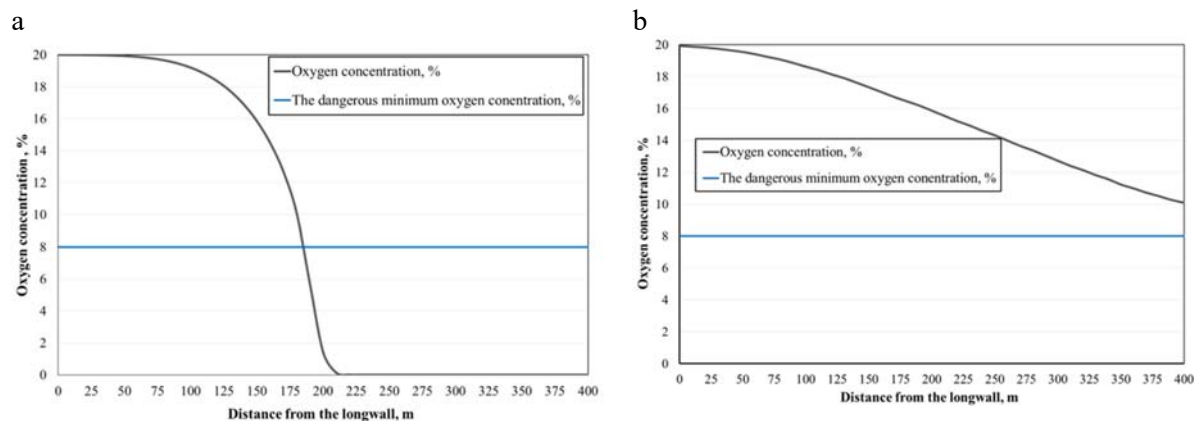 a
20
18
16
14
12
10
8
6
4
2
0
Oxygen concentration , %
Oxygen concentration, %
The dangerous minimum oxygen conentration, %
0 25 50 75 100 125 150 175 200 225 250 275 300 325 350 375 400
Distance from the longwall, m
b
20
18
16
14
12
10
8
6
4
2
0
Oxygen concentration, %
Oxygen concentration, %
The dangerous minimum oxygen conentration, %
0 25 50 75 100 125 150 175 200 225 250 275 300 325 350 375 400
Distance from the longwall, m